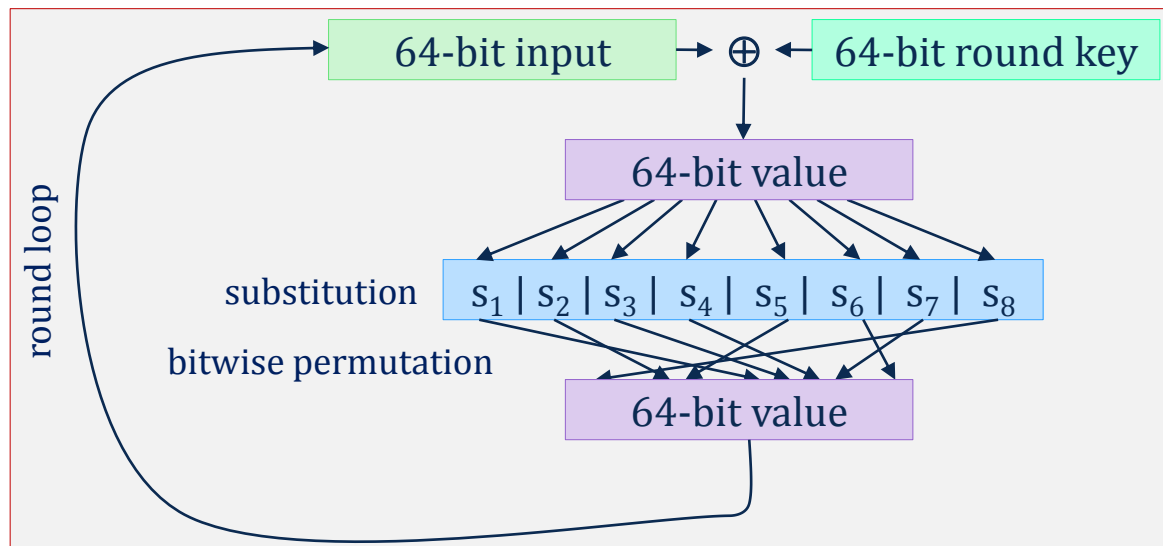 64-bit input
⊕
64-bit round key
64-bit value
round loop
substitution
s₁ | s₂ | s₃ | s₄ | s₅ | s₆ | s₇ | s₈
bitwise permutation
64-bit value